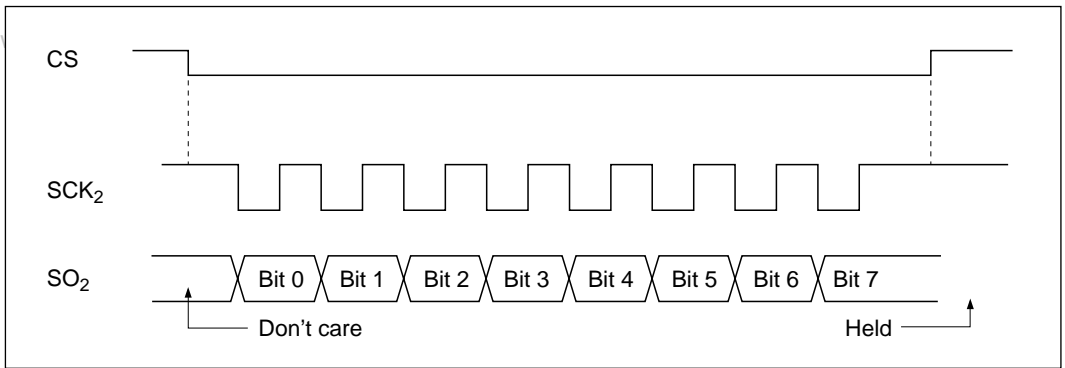 CS
SCK₂
SO₂ Bit 0 Bit 1 Bit 2 Bit 3 Bit 4 Bit 5 Bit 6 Bit 7
Don't care Held